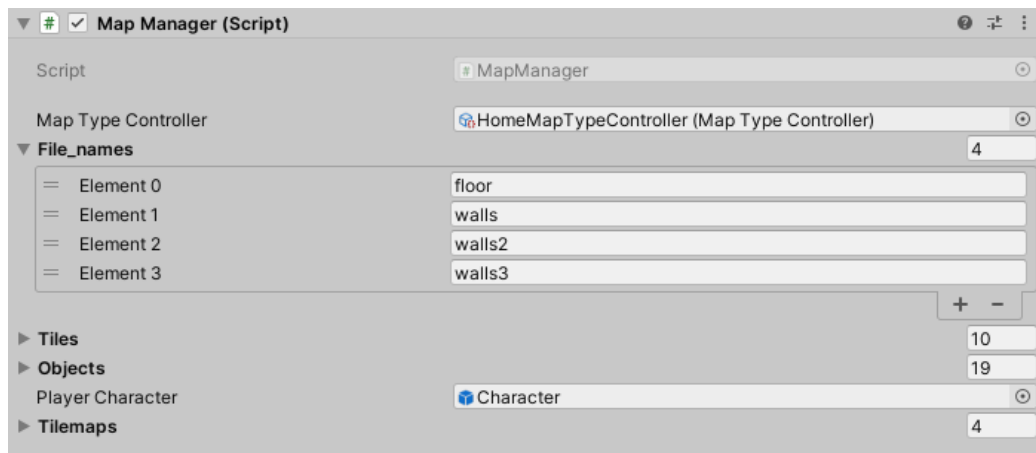 # Map Manager (Script)
Script # MapManager
Map Type Controller HomeMapTypeController (Map Type Controller)
File_names 4
Element 0 floor
Element 1 walls
Element 2 walls2
Element 3 walls3
+ −
Tiles 10
Objects 19
Player Character Character
Tilemaps 4